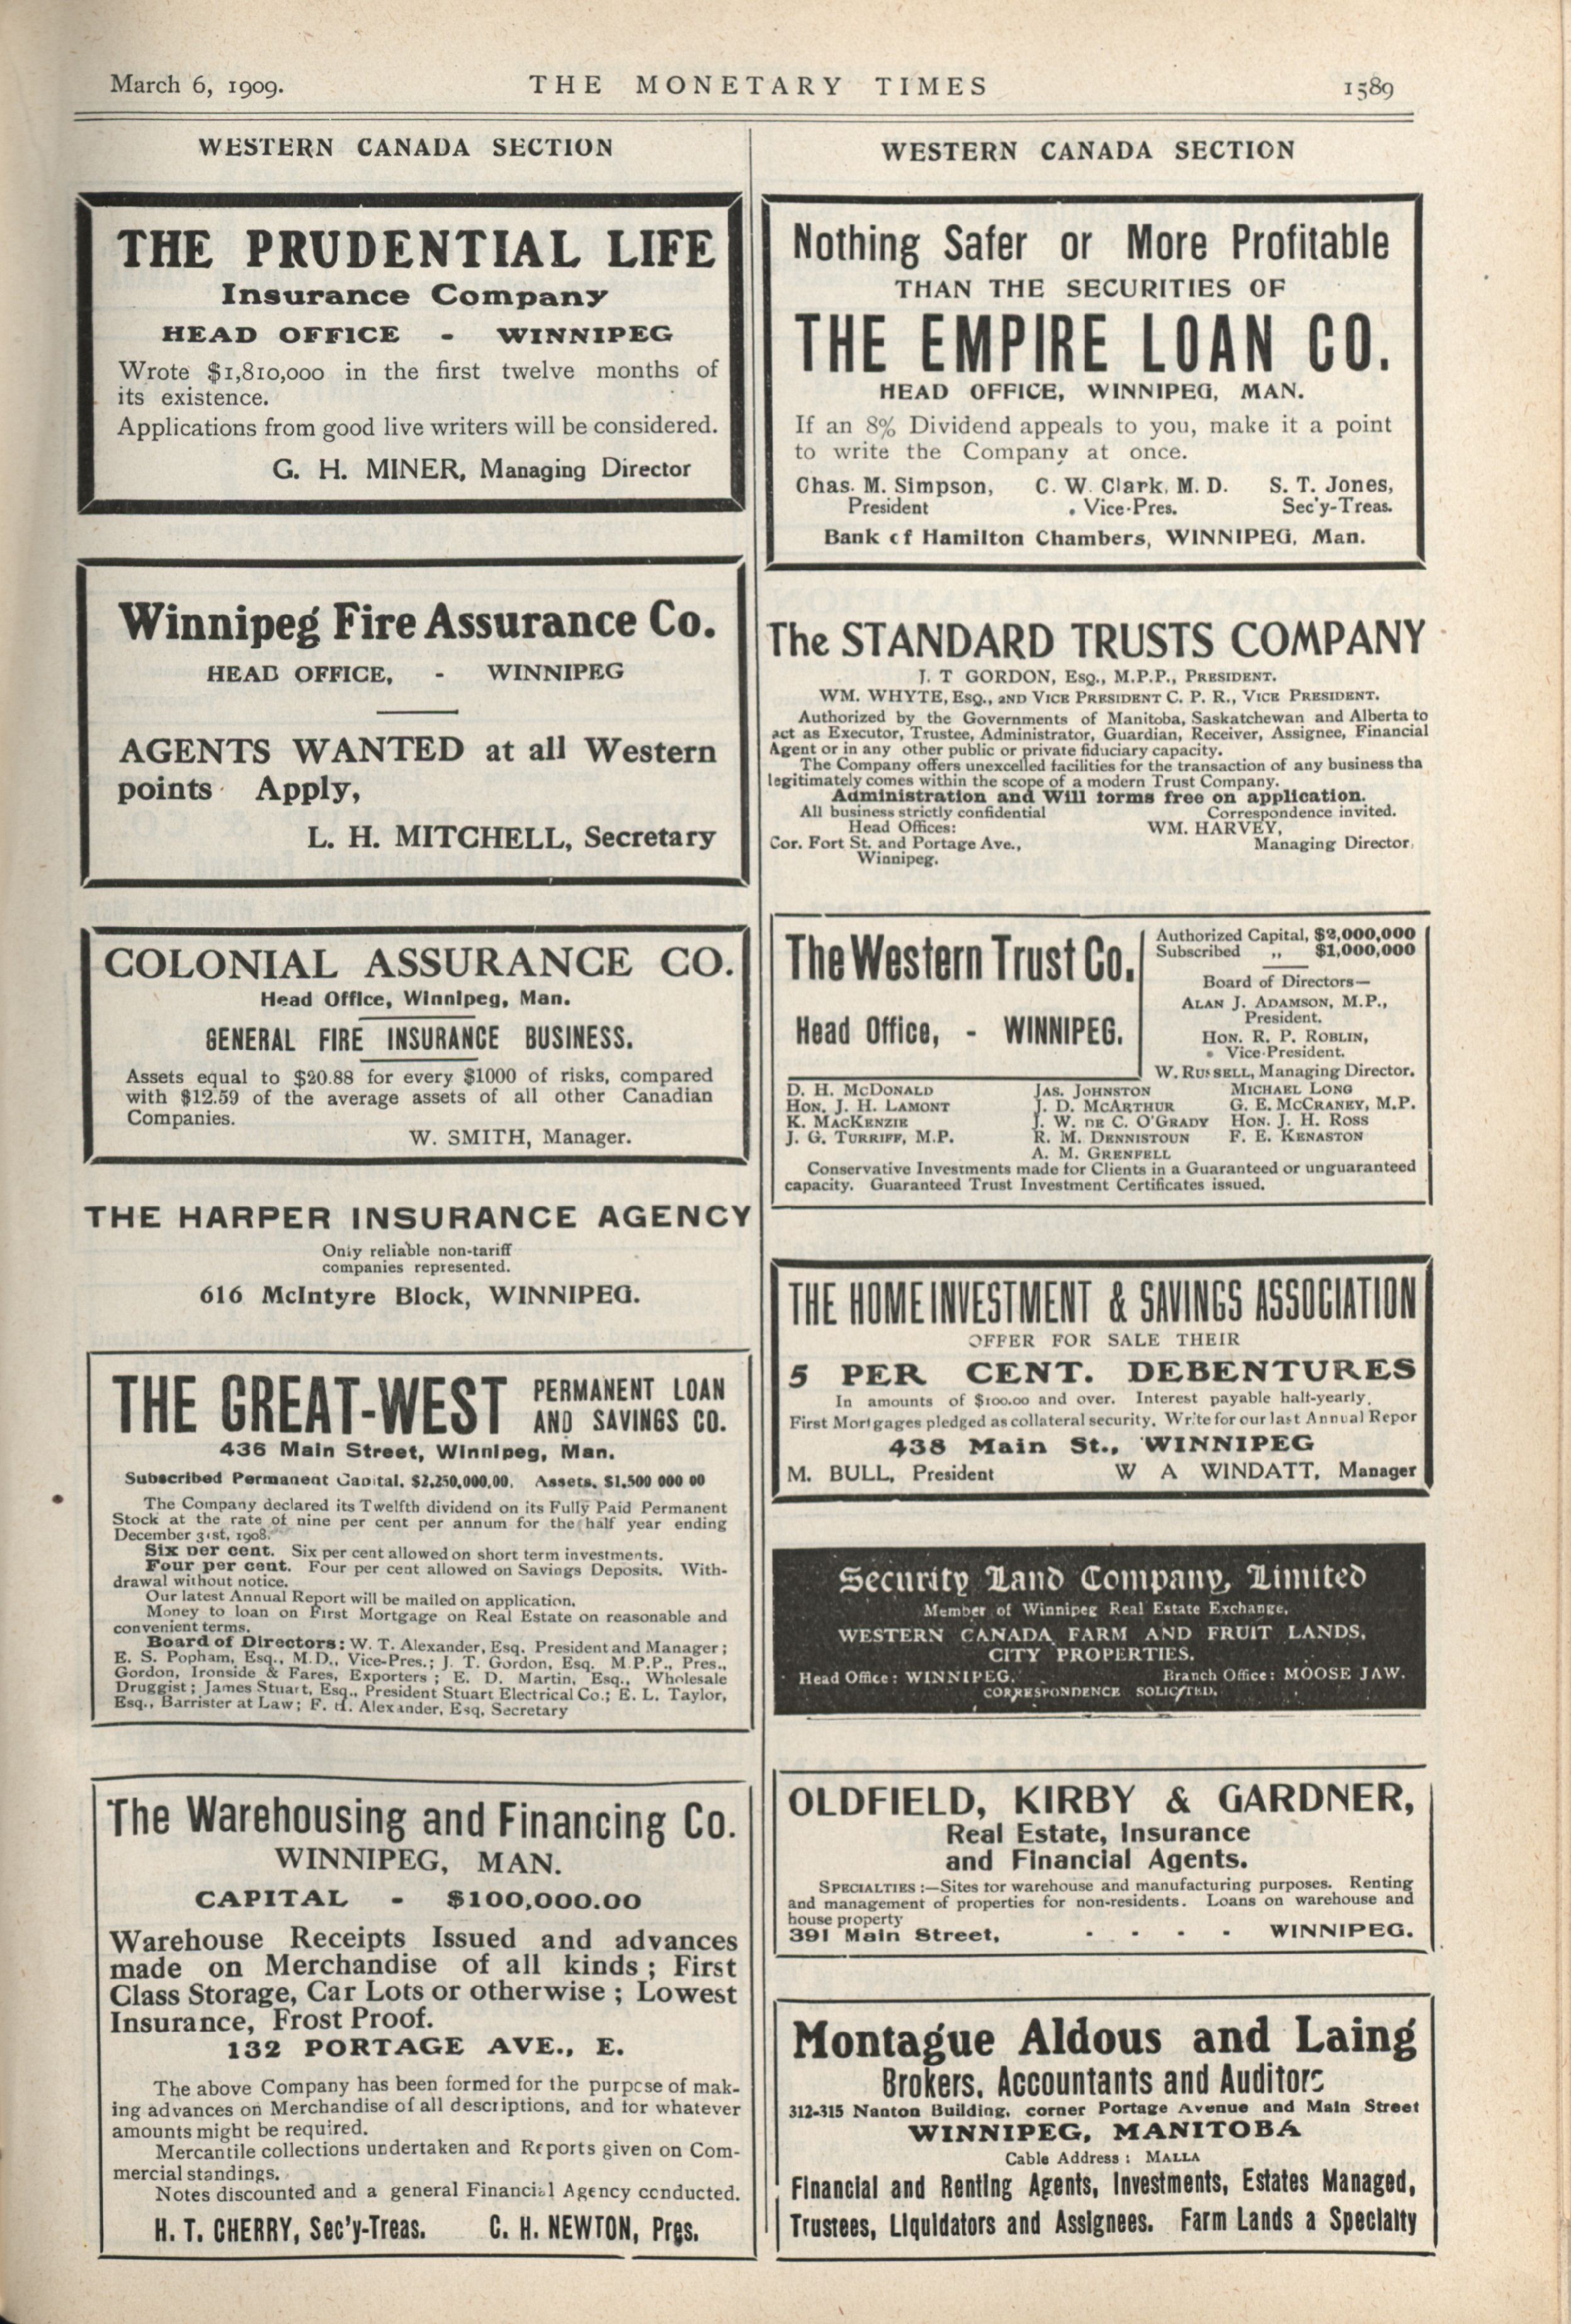 March 6, 1909.
THE MONETARY TIMES
1589
WESTERN CANADA SECTION
THE PRUDENTIAL LIFE
Insurance Company
HEAD OFFICE - WINNIPEG
Wrote $1,810,000 in the first twelve months of
its existence.
Applications from good live writers will be considered.
G. H. MINER, Managing Director
Winnipeg Fire Assurance Co.
HEAD OFFICE, - WINNIPEG
AGENTS WANTED at all Western
points Apply,
L. H. MITCHELL, Secretary
COLONIAL ASSURANCE CO.
Head Office, Winnipeg, Man.
GENERAL FIRE INSURANCE BUSINESS.
Assets equal to $20.88 for every $1000 of risks, compared
with $12.59 of the average assets of all other Canadian
Companies.
W. SMITH, Manager.
THE HARPER INSURANCE AGENCY
Only reliable non-tariff
companies represented.
616 McIntyre Block, WINNIPEG.
THE GREAT-WEST PERMANENT LOAN
AND SAVINGS CO.
436 Main Street, Winnipeg, Man.
Subscribed Permanent Capital, $2,250,000.00. Assets, $1,500 000 00
The Company declared its Twelfth dividend on its Fully Paid Permanent
Stock at the rate of nine per cent per annum for the half year ending
December 31st, 1908.
Six per cent. Six per cent allowed on short term investments.
Four per cent. Four per cent allowed on Savings Deposits. With-
drawal without notice.
Our latest Annual Report will be mailed on application.
Money to loan on First Mortgage on Real Estate on reasonable and
convenient terms.
Board of Directors: W. T. Alexander, Esq. President and Manager;
E. S. Popham, Esq., M.D., Vice-Pres.; J. T. Gordon, Esq. M.P.P., Pres.,
Gordon, Ironside & Fares, Exporters; E. D. Martin, Esq., Wholesale
Druggist; James Stuart, Esq., President Stuart Electrical Co.; E. L. Taylor,
Esq., Barrister at Law; F. H. Alexander, Esq, Secretary
The Warehousing and Financing Co.
WINNIPEG, MAN.
CAPITAL - $100,000.00
Warehouse Receipts Issued and advances
made on Merchandise of all kinds; First
Class Storage, Car Lots or otherwise; Lowest
Insurance, Frost Proof.
132 PORTAGE AVE., E.
The above Company has been formed for the purpose of mak-
ing advances on Merchandise of all descriptions, and for whatever
amounts might be required.
Mercantile collections undertaken and Reports given on Com-
mercial standings.
Notes discounted and a general Financial Agency conducted.
H. T. CHERRY, Sec'y-Treas. C. H. NEWTON, Pres.
WESTERN CANADA SECTION
Nothing Safer or More Profitable
THAN THE SECURITIES OF
THE EMPIRE LOAN CO.
HEAD OFFICE, WINNIPEG, MAN.
If an 8% Dividend appeals to you, make it a point
to write the Company at once.
Chas. M. Simpson, C. W. Clark, M. D. S. T. Jones,
President Vice-Pres. Sec'y-Treas.
Bank of Hamilton Chambers, WINNIPEG, Man.
The STANDARD TRUSTS COMPANY
J. T GORDON, Esq., M.P.P., PRESIDENT.
WM. WHYTE, Esq., 2ND VICE PRESIDENT C. P. R., VICE PRESIDENT.
Authorized by the Governments of Manitoba, Saskatchewan and Alberta to
act as Executor, Trustee, Administrator, Guardian, Receiver, Assignee, Financial
Agent or in any other public or private fiduciary capacity.
The Company offers unexcelled facilities for the transaction of any business tha
legitimately comes within the scope of a modern Trust Company.
Administration and Will forms free on application.
All business strictly confidential Correspondence invited.
Head Offices: WM. HARVEY,
Cor. Fort St. and Portage Ave., Managing Director.
Winnipeg.
The Western Trust Co.
Head Office, - WINNIPEG.
Authorized Capital, $2,000,000
Subscribed ,, $1,000,000
Board of Directors—
ALAN J. ADAMSON, M.P.,
President.
HON. R. P. ROBLIN,
Vice-President.
W. RUSSELL, Managing Director.
D. H. MCDONALD JAS. JOHNSTON MICHAEL LONG
HON. J. H. LAMONT J. D. MCARTHUR G. E. MCCRANEY, M.P.
K. MACKENZIE J. W. DE C. O'GRADY HON. J. H. ROSS
J. G. TURRIFF, M.P. R. M. DENNISTOUN F. E. KENASTON
A. M. GRENFELL
Conservative Investments made for Clients in a Guaranteed or unguaranteed
capacity. Guaranteed Trust Investment Certificates issued.
THE HOME INVESTMENT & SAVINGS ASSOCIATION
OFFER FOR SALE THEIR
5 PER CENT. DEBENTURES
In amounts of $100.00 and over. Interest payable half-yearly.
First Mortgages pledged as collateral security. Write for our last Annual Repor
438 Main St., WINNIPEG
M. BULL, President W A WINDATT, Manager
Security Land Company, Limited
Member of Winnipeg Real Estate Exchange,
WESTERN CANADA FARM AND FRUIT LANDS,
CITY PROPERTIES.
Head Office: WINNIPEG. Branch Office: MOOSE JAW.
CORRESPONDENCE SOLICITED.
OLDFIELD, KIRBY & GARDNER,
Real Estate, Insurance
and Financial Agents.
SPECIALTIES:—Sites for warehouse and manufacturing purposes. Renting
and management of properties for non-residents. Loans on warehouse and
house property
391 Main Street, - - - - WINNIPEG.
Montague Aldous and Laing
Brokers, Accountants and Auditors
312-315 Nanton Building, corner Portage Avenue and Main Street
WINNIPEG, MANITOBA
Cable Address: MALLA
Financial and Renting Agents, Investments, Estates Managed,
Trustees, Liquidators and Assignees. Farm Lands a Specialty